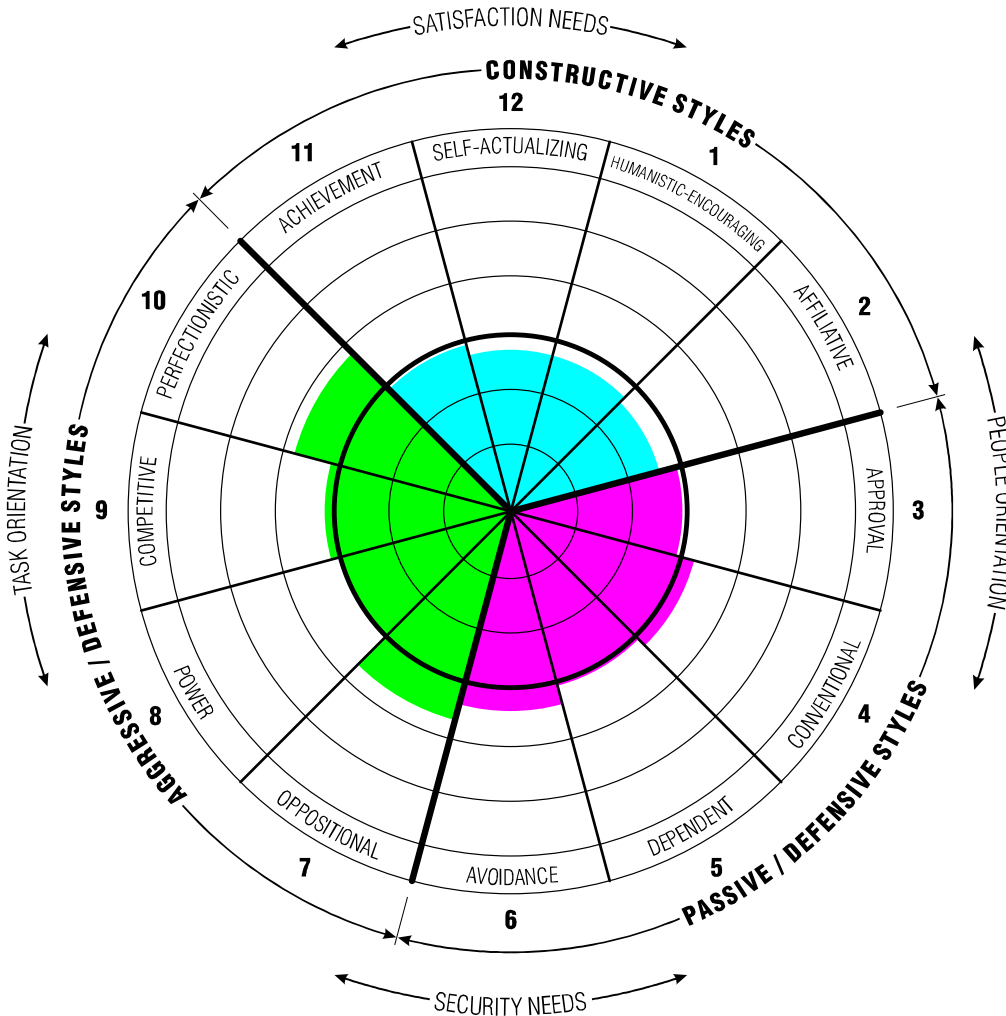 SATISFACTION NEEDS
CONSTRUCTIVE STYLES
12
11
1
SELF-ACTUALIZING
ACHIEVEMENT
HUMANISTIC-ENCOURAGING
10
2
PERFECTIONISTIC
AFFILIATIVE
TASK ORIENTATION
PEOPLE ORIENTATION
AGGRESSIVE / DEFENSIVE STYLES
9
COMPETITIVE
APPROVAL
3
8
POWER
CONVENTIONAL
4
OPPOSITIONAL
DEPENDENT
7
AVOIDANCE
5
6
PASSIVE / DEFENSIVE STYLES
SECURITY NEEDS